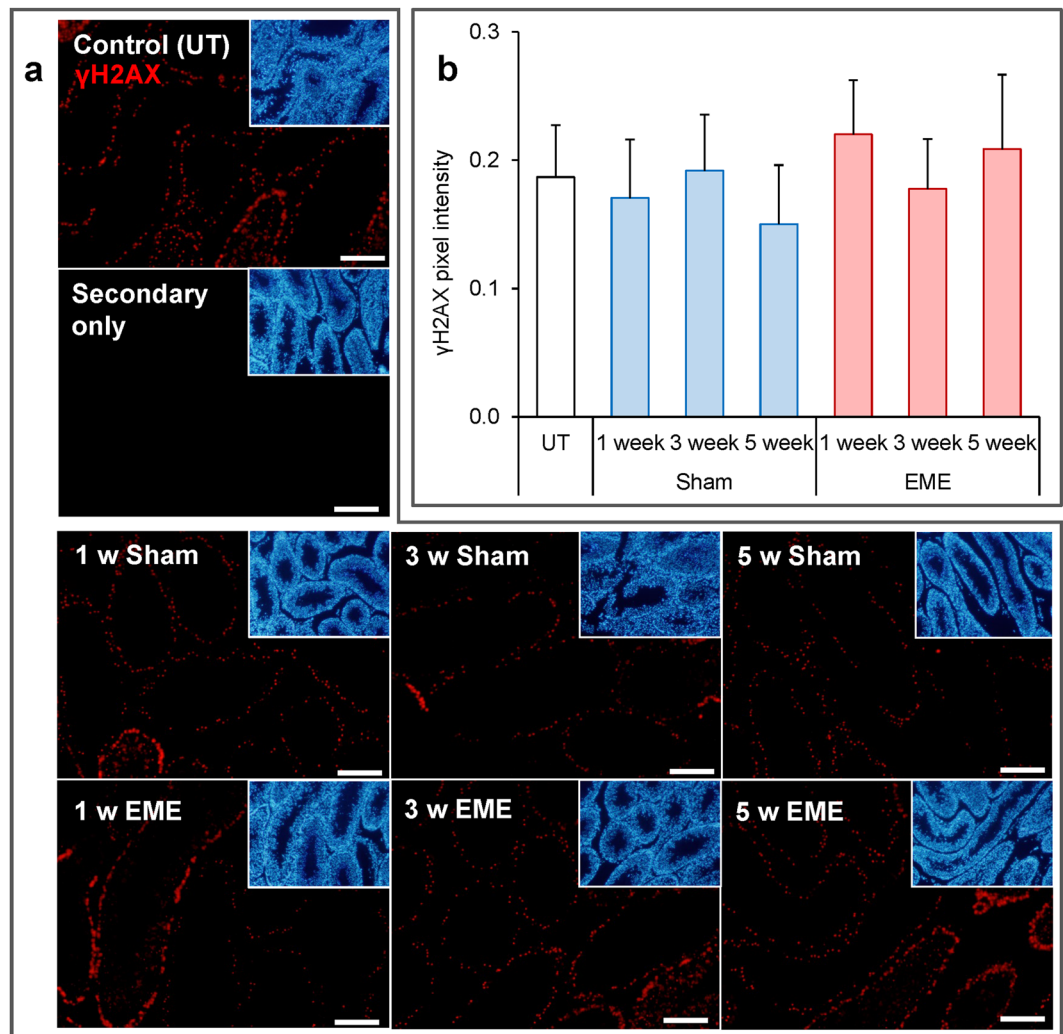 a
Control (UT)
γH2AX
Secondary
only
b
γH2AX pixel intensity
0.3
0.2
0.1
0.0
UT
1 week 3 week 5 week
1 week 3 week 5 week
Sham
EME
1 w Sham
3 w Sham
5 w Sham
1 w EME
3 w EME
5 w EME